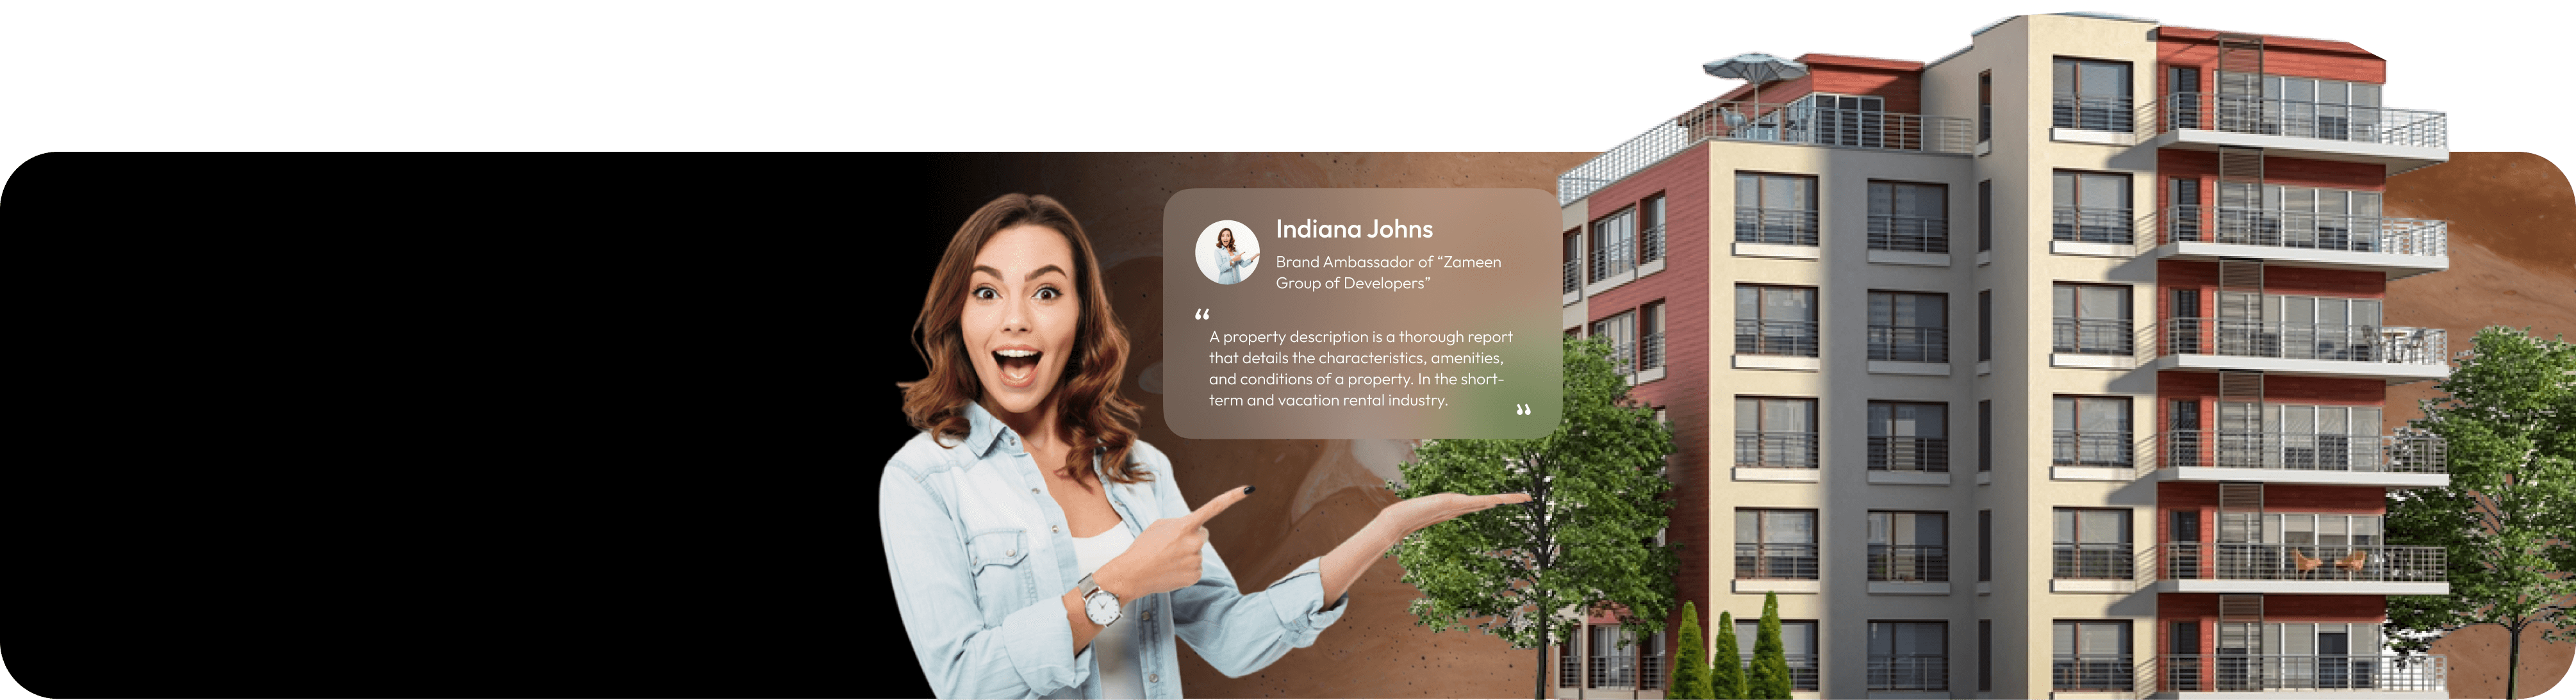 Indiana Johns
Brand Ambassador of “Zameen
Group of Developers”
“
A property description is a thorough report
that details the characteristics, amenities,
and conditions of a property. In the short-
term and vacation rental industry.
”